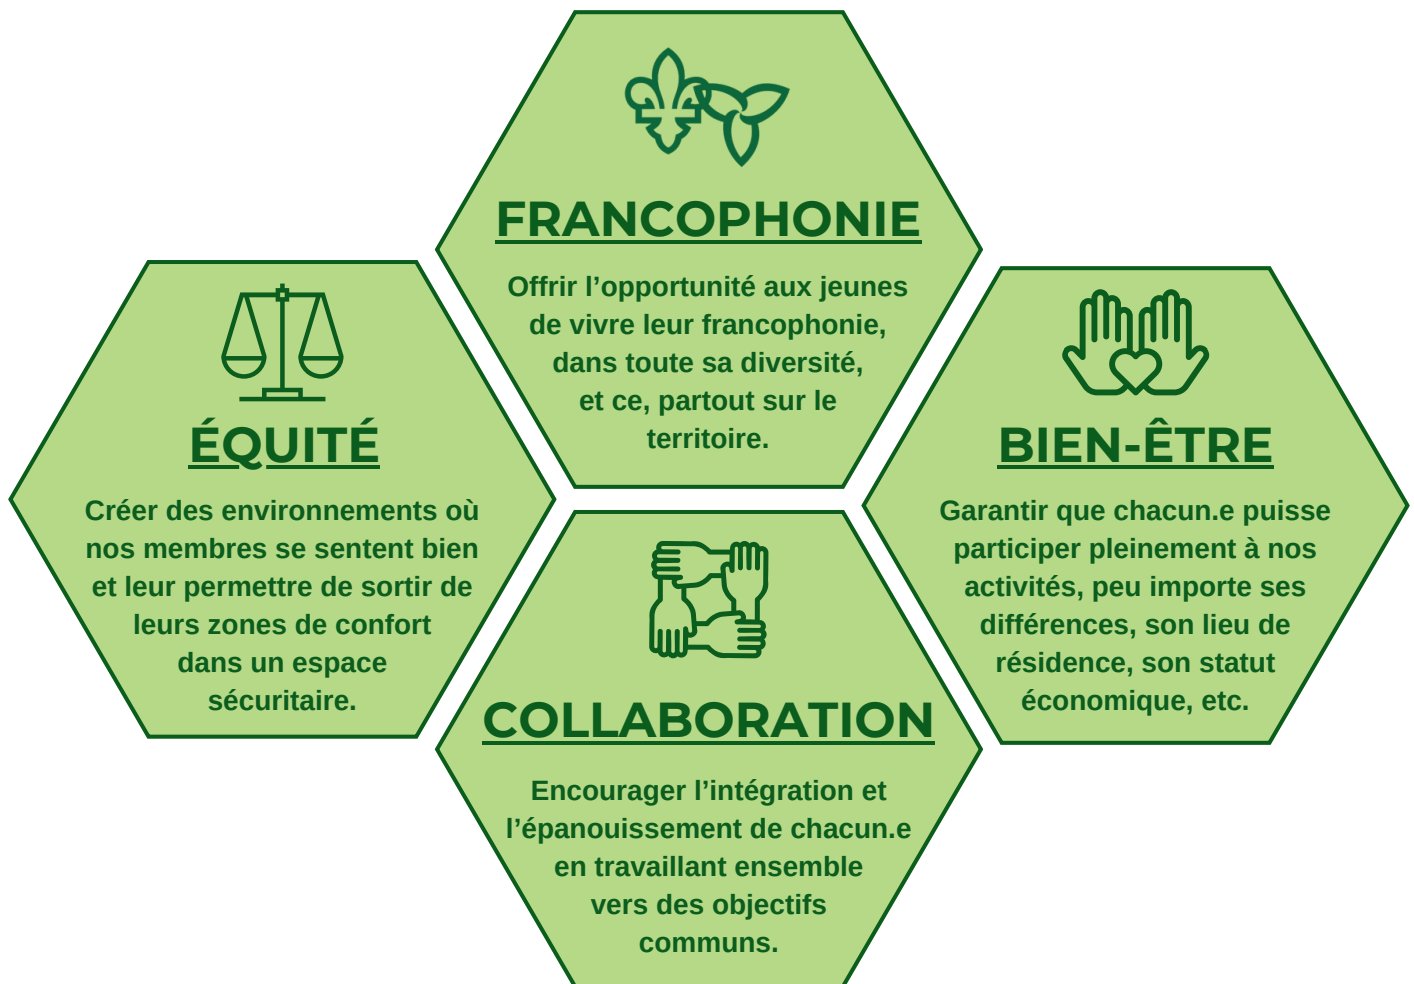 FRANCOPHONIE
Offrir l’opportunité aux jeunes
de vivre leur francophonie,
dans toute sa diversité,
et ce, partout sur le
territoire.
ÉQUITÉ
Créer des environnements où
nos membres se sentent bien
et leur permettre de sortir de
leurs zones de confort
dans un espace
sécuritaire.
BIEN-ÊTRE
Garantir que chacun.e puisse
participer pleinement à nos
activités, peu importe ses
différences, son lieu de
résidence, son statut
économique, etc.
COLLABORATION
Encourager l’intégration et
l’épanouissement de chacun.e
en travaillant ensemble
vers des objectifs
communs.